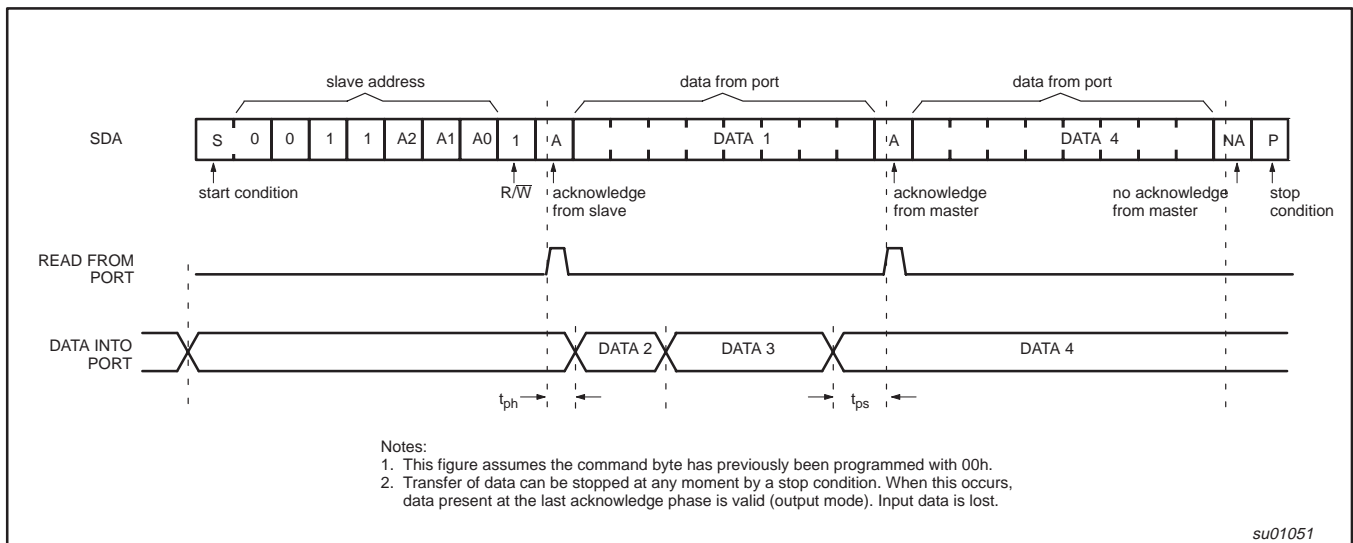 slave address data from port data from port
SDA S 0 0 1 1 A2 A1 A0 1 A DATA 1 A DATA 4 NA P
start condition R/W̅ acknowledge from slave acknowledge from master no acknowledge from master stop condition
READ FROM PORT
DATA INTO PORT DATA 2 DATA 3 DATA 4
tph tps
Notes:
1. This figure assumes the command byte has previously been programmed with 00h.
2. Transfer of data can be stopped at any moment by a stop condition. When this occurs,
data present at the last acknowledge phase is valid (output mode). Input data is lost.
su01051